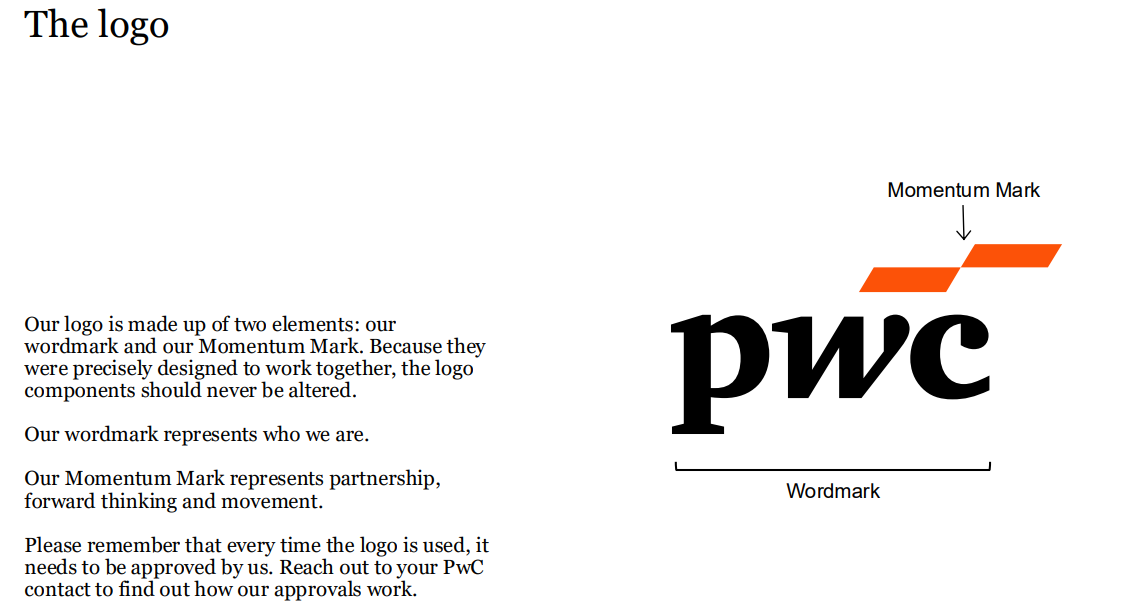 The logo
Our logo is made up of two elements: our
wordmark and our Momentum Mark. Because they
were precisely designed to work together, the logo
components should never be altered.
Our wordmark represents who we are.
Our Momentum Mark represents partnership,
forward thinking and movement.
Please remember that every time the logo is used, it
needs to be approved by us. Reach out to your PwC
contact to find out how our approvals work.
Momentum Mark
pwc
Wordmark